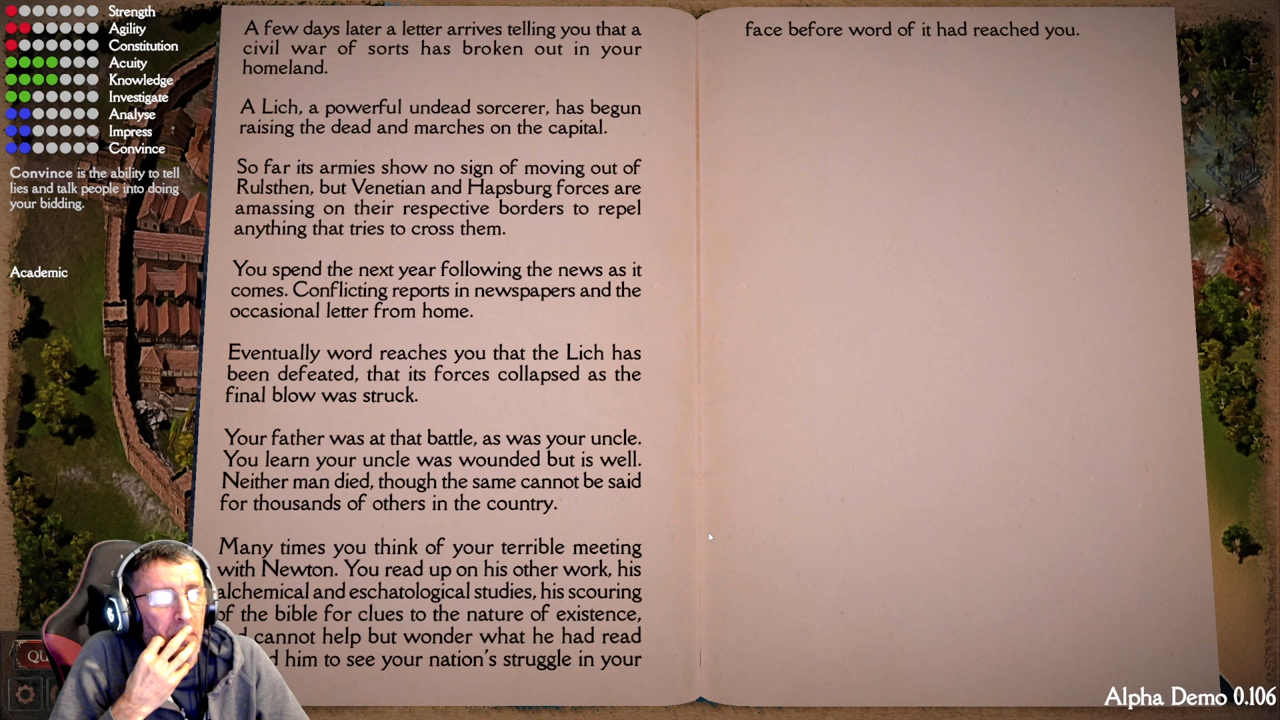 Strength
Agility
Constitution
Acuity
Knowledge
Investigate
Analyse
Impress
Convince
Convince is the ability to tell
lies and talk people into doing
your bidding.
Academic
A few days later a letter arrives telling you that a
civil war of sorts has broken out in your
homeland.
A Lich, a powerful undead sorcerer, has begun
raising the dead and marches on the capital.
So far its armies show no sign of moving out of
Rulsthen, but Venetian and Hapsburg forces are
amassing on their respective borders to repel
anything that tries to cross them.
You spend the next year following the news as it
comes. Conflicting reports in newspapers and the
occasional letter from home.
Eventually word reaches you that the Lich has
been defeated, that its forces collapsed as the
final blow was struck.
Your father was at that battle, as was your uncle.
You learn your uncle was wounded but is well.
Neither man died, though the same cannot be said
for thousands of others in the country.
Many times you think of your terrible meeting
with Newton. You read up on his other work, his
alchemical and eschatological studies, his scouring
of the bible for clues to the nature of existence,
cannot help but wonder what he had read
him to see your nation's struggle in your
face before word of it had reached you.
Alpha Demo 0.106